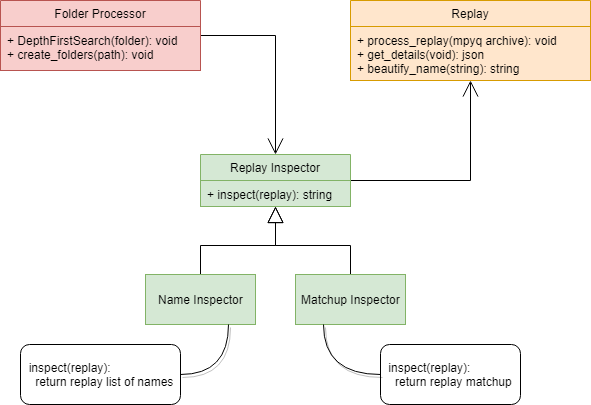 Folder Processor
+ DepthFirstSearch(folder): void
+ create_folders(path): void
Replay
+ process_replay(mpyq archive): void
+ get_details(void): json
+ beautify_name(string): string
Replay Inspector
+ inspect(replay): string
Name Inspector
Matchup Inspector
inspect(replay):
return replay list of names
inspect(replay):
return replay matchup